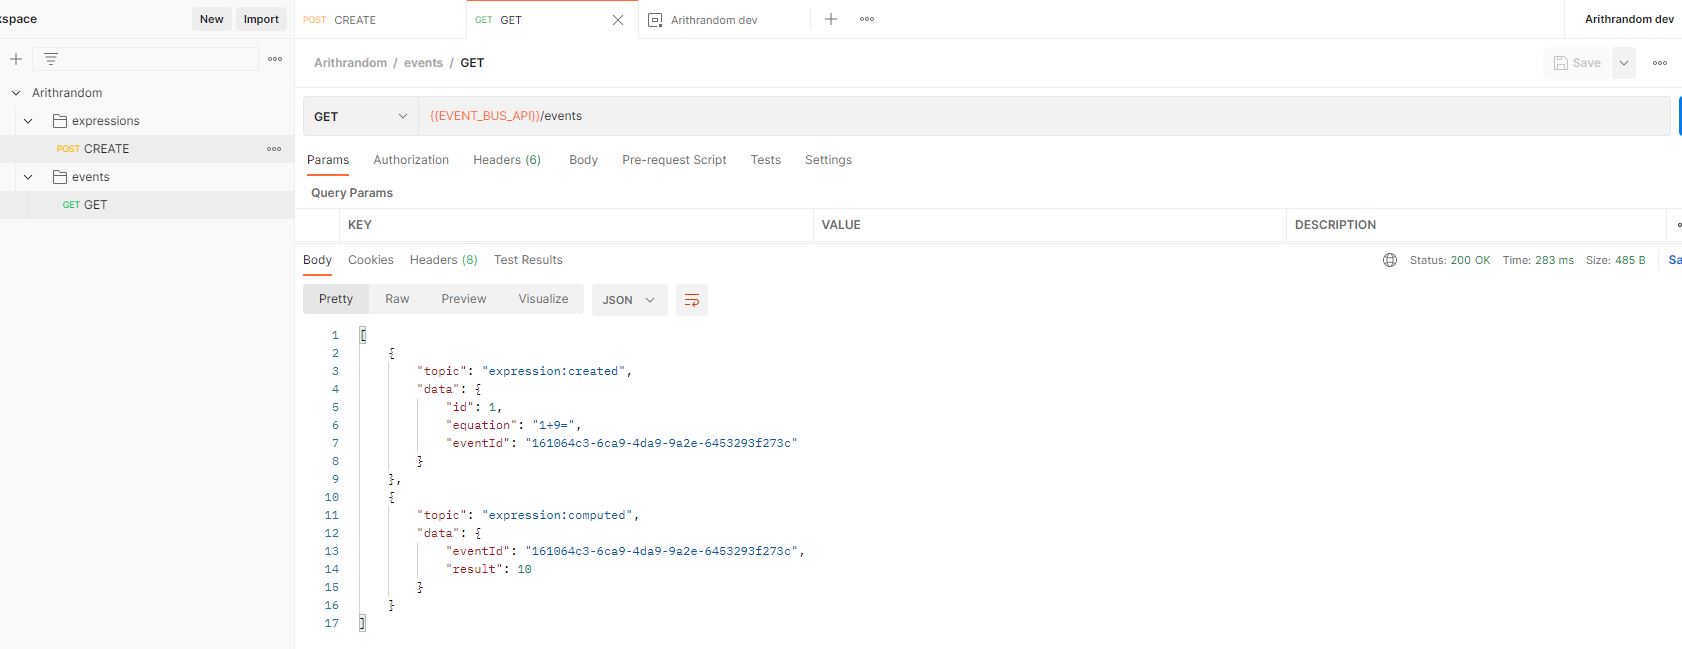 kspace New Import
POST CREATE GET GET Arithrandom dev Arithrandom dev
Arithrandom / events / GET Save
Arithrandom
expressions
POST CREATE
events
GET GET
GET {{EVENT_BUS_API}}/events
Params Authorization Headers (6) Body Pre-request Script Tests Settings
Query Params
KEY VALUE DESCRIPTION
Body Cookies Headers (8) Test Results Status: 200 OK Time: 283 ms Size: 485 B Sa
Pretty Raw Preview Visualize JSON
1 [
2 {
3 "topic": "expression:created",
4 "data": {
5 "id": 1,
6 "equation": "1+9=",
7 "eventId": "161064c3-6ca9-4da9-9a2e-6453293f273c"
8 }
9 },
10 {
11 "topic": "expression:computed",
12 "data": {
13 "eventId": "161064c3-6ca9-4da9-9a2e-6453293f273c",
14 "result": 10
15 }
16 }
17 ]